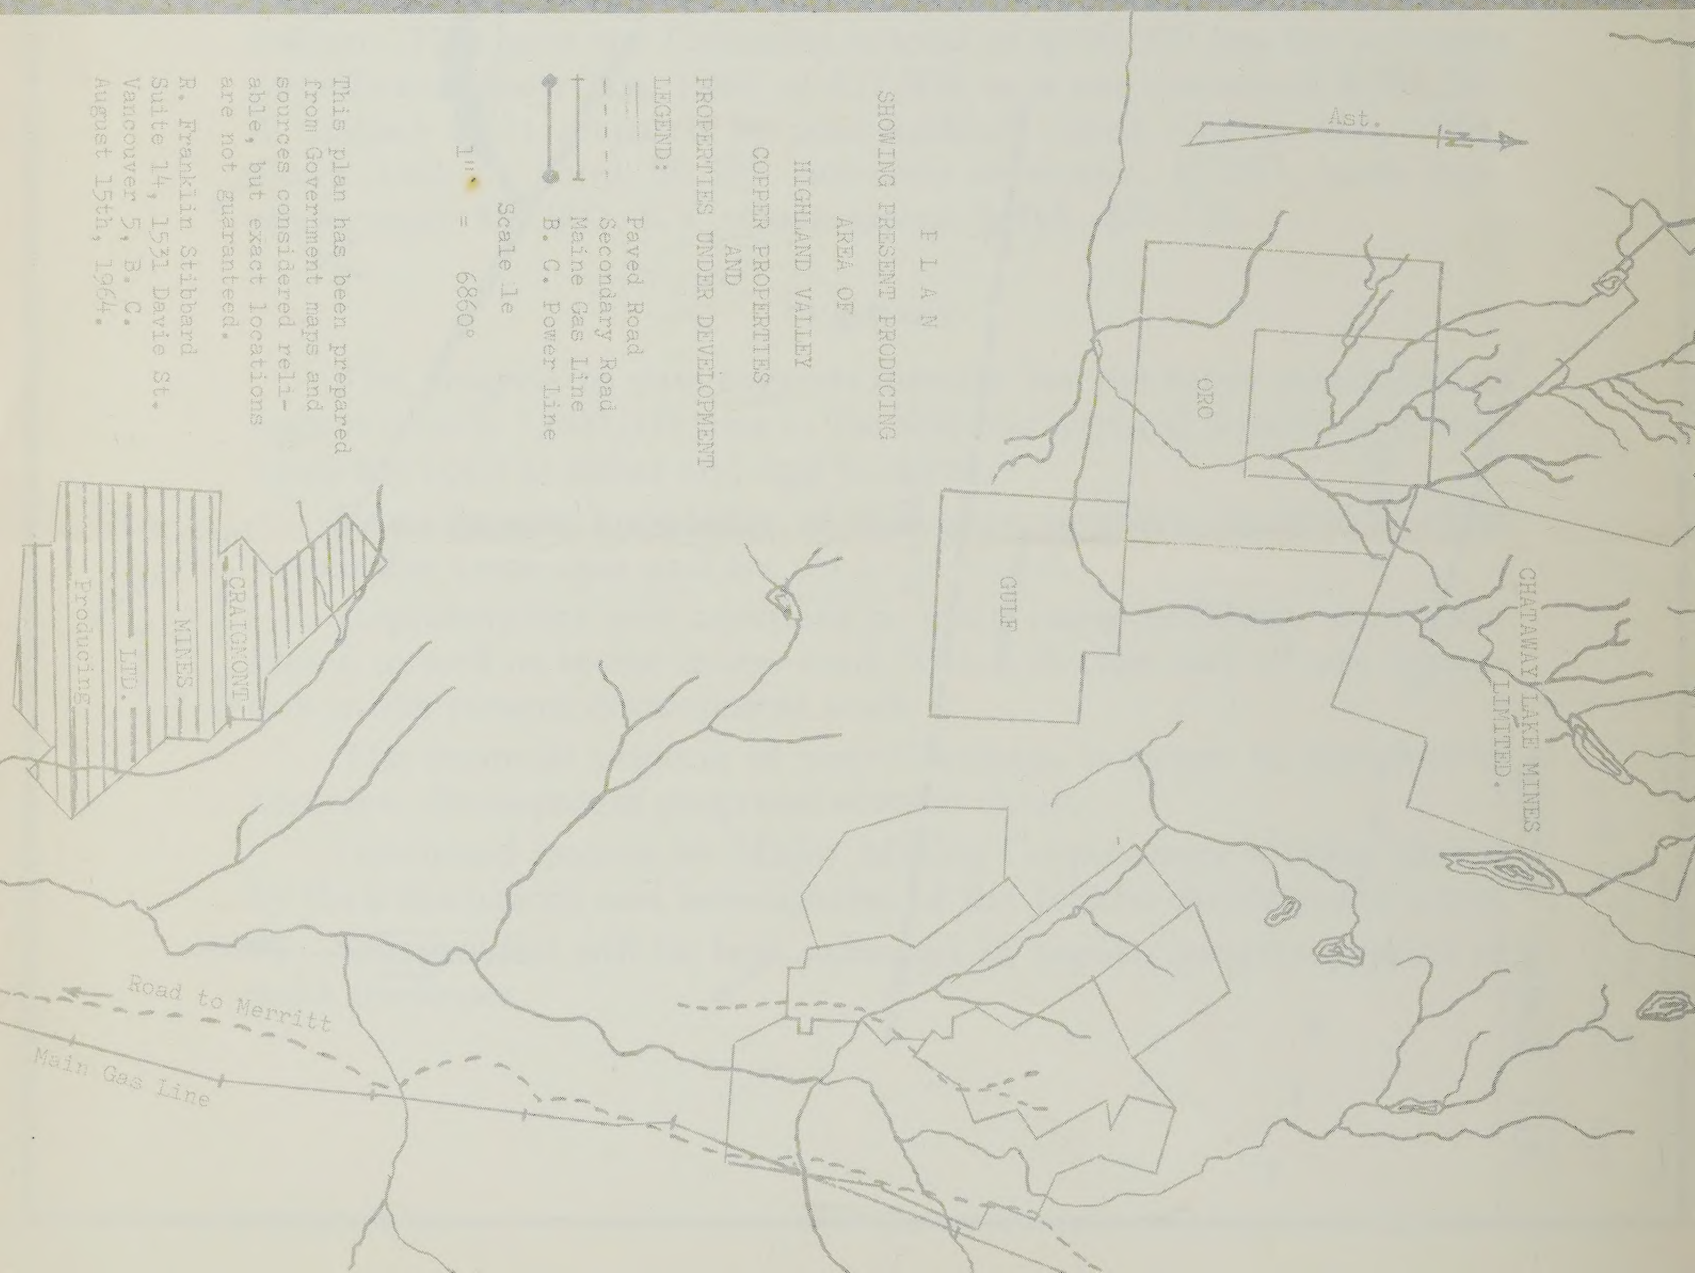 P L A N
SHOWING PRESENT PRODUCING
AREA OF
HIGHLAND VALLEY
COPPER PROPERTIES
AND
PROPERTIES UNDER DEVELOPMENT
LEGEND:
Paved Road
Secondary Road
Maine Gas Line
B. C. Power Line
Scale le
1" = 6860°
This plan has been prepared
from Government maps and
sources considered reli-
able, but exact locations
are not guaranteed.
R. Franklin Stibbard
Suite 14, 1531 Davie St.
Vancouver 5, B. C.
August 15th, 1964.
Ast.
N
ORO
GULF
CHATAWAY LAKE MINES
LIMITED.
CRAIGMONT
MINES
LTD.
Producing
Road to Merritt
Main Gas Line